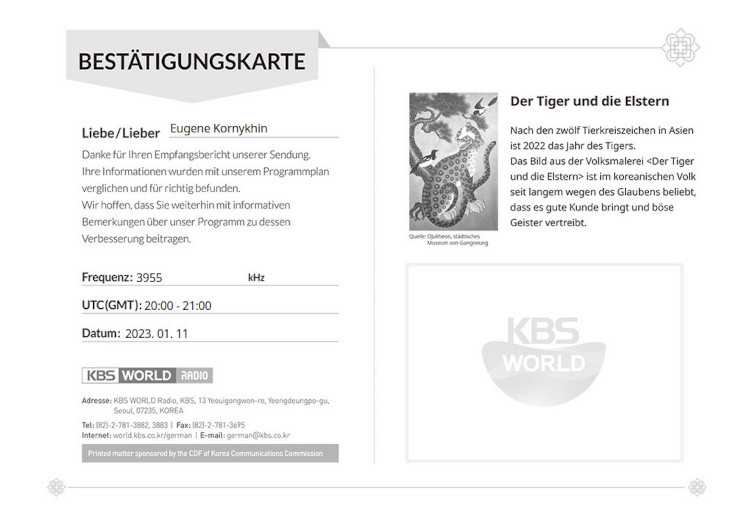 BESTÄTIGUNGSKARTE
Liebe/Lieber Eugene Kornykhin
Danke für Ihren Empfangsbericht unserer Sendung.
Ihre Informationen wurden mit unserem Programmplan
verglichen und für richtig befunden.
Wir hoffen, dass Sie weiterhin mit informativen
Bemerkungen über unser Programm zu dessen
Verbesserung beitragen.
Frequenz: 3955 kHz
UTC(GMT): 20:00 - 21:00
Datum: 2023. 01. 11
KBS WORLD RADIO
Adresse: KBS WORLD Radio, KBS, 13 Yeouigongwon-ro, Yeongdeungpo-gu,
Seoul, 07235, KOREA
Tel: (82)-2-781-3882, 3883 | Fax: (82)-2-781-3695
Internet: world.kbs.co.kr/german | E-mail: german@kbs.co.kr
Printed matter sponsored by the CDF of Korea Communications Commission
Der Tiger und die Elstern
Nach den zwölf Tierkreiszeichen in Asien
ist 2022 das Jahr des Tigers.
Das Bild aus der Volksmalerei <Der Tiger
und die Elstern> ist im koreanischen Volk
seit langem wegen des Glaubens beliebt,
dass es gute Kunde bringt und böse
Geister vertreibt.
Quelle: Ojukheon, städtisches
Museum von Gangneung
KBS
WORLD